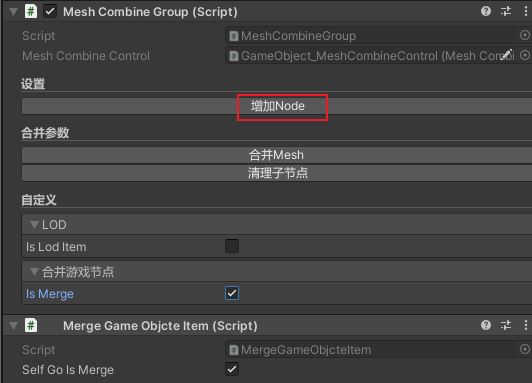 Mesh Combine Group (Script)
Script MeshCombineGroup
Mesh Combine Control GameObject_MeshCombineControl (Mesh Combi
设置
增加Node
合并参数
合并Mesh
清理子节点
自定义
LOD
Is Lod Item
合并游戏节点
Is Merge
Merge Game Objcte Item (Script)
Script MergeGameObjcteItem
Self Go Is Merge